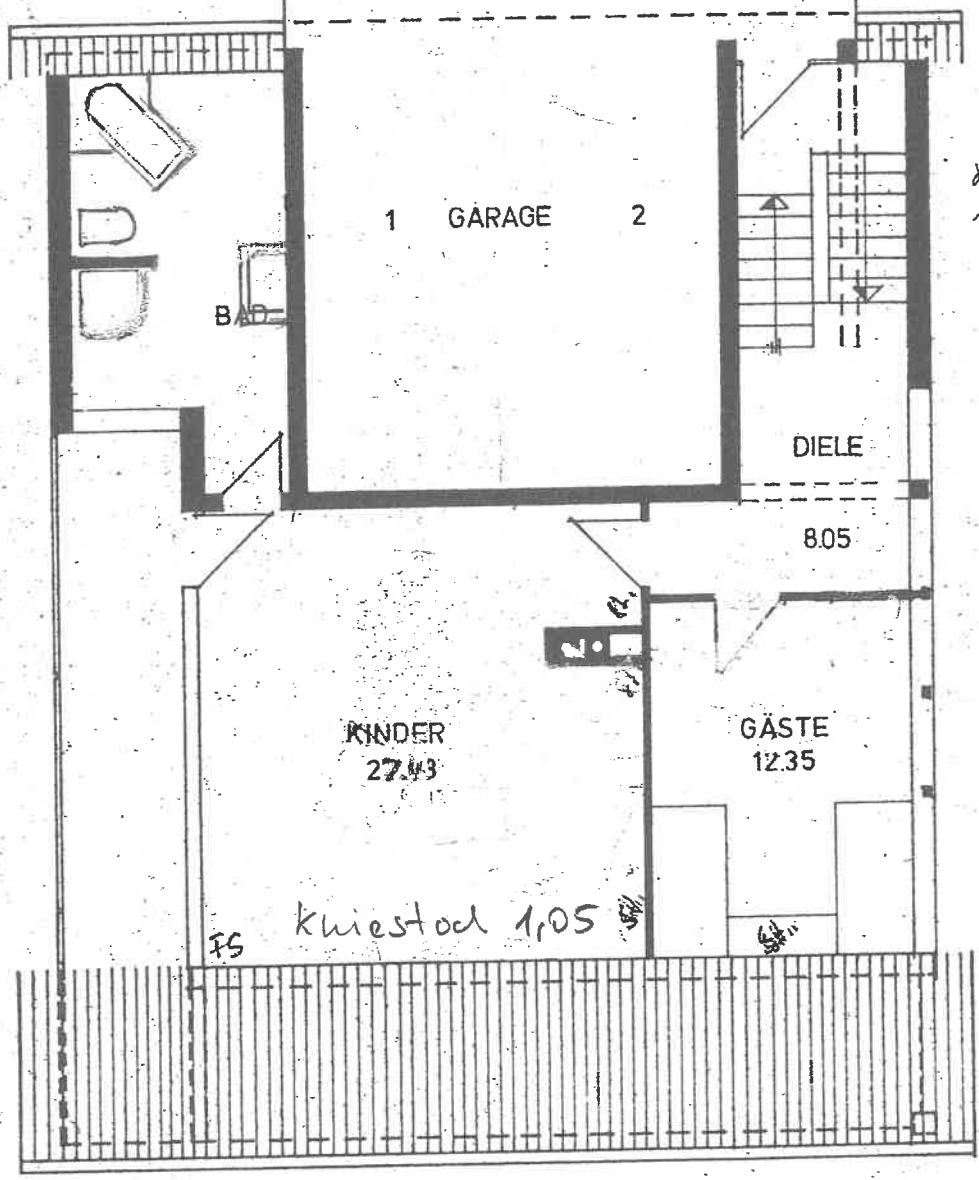 1 GARAGE 2
BAD
DIELE
8.05
KINDER
27.43
GÄSTE
12.35
Kniestock 1,05
FS